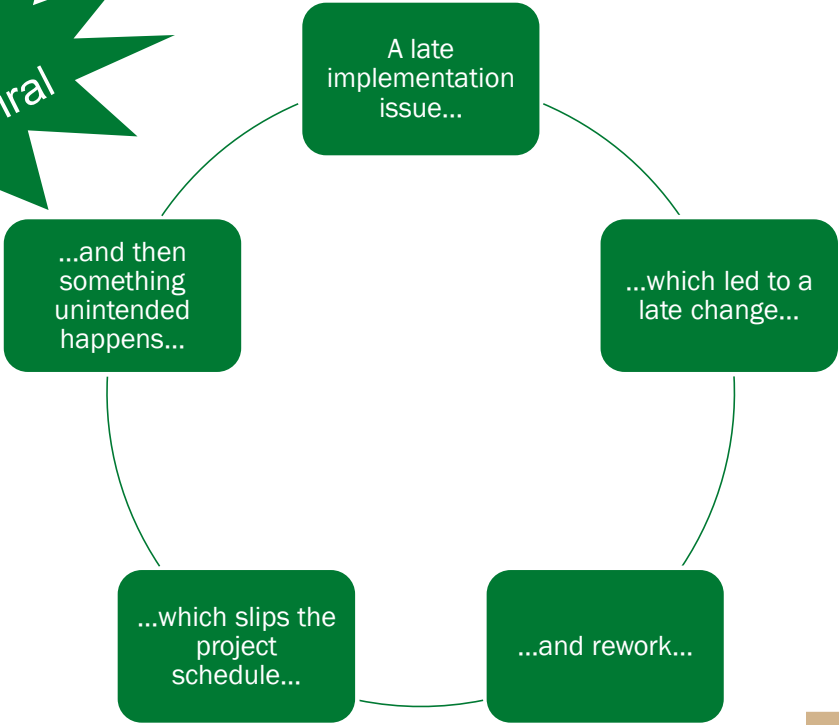 A late
implementation
issue...
...which led to a
late change...
...and rework...
...which slips the
project
schedule...
...and then
something
unintended
happens...